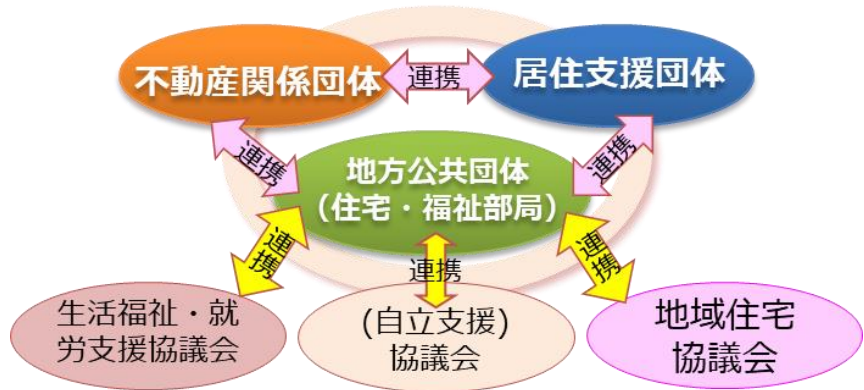 不動産関係団体
連携
居住支援団体
連携
地方公共団体
(住宅・福祉部局)
連携
連携
連携
連携
生活福祉・就
労支援協議会
(自立支援)
協議会
地域住宅
協議会